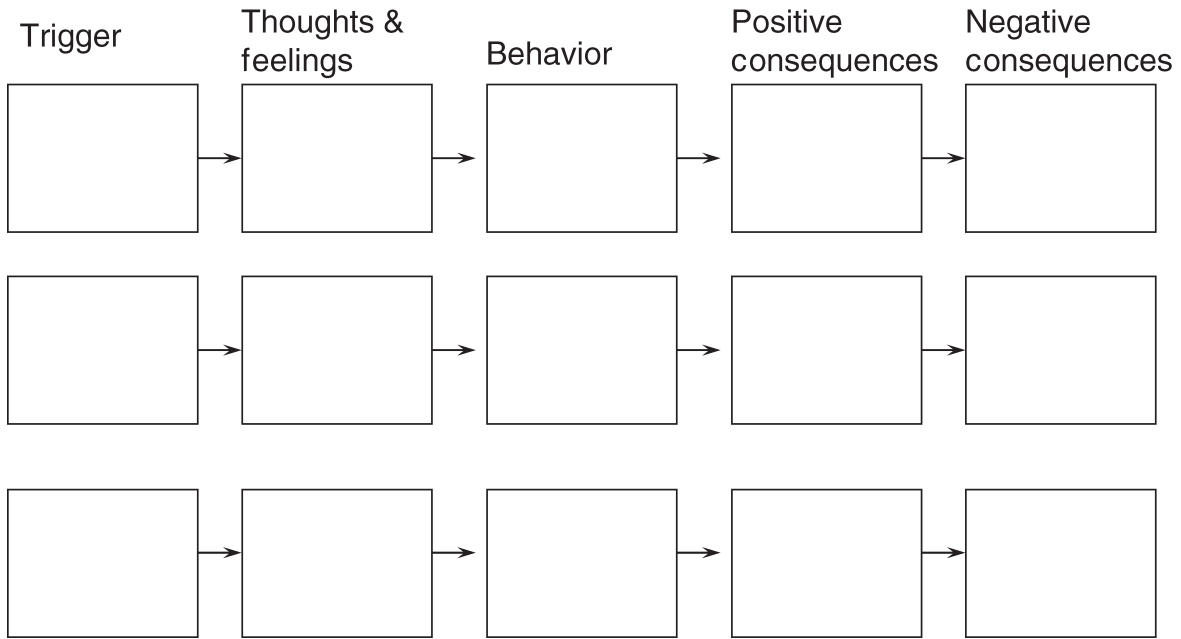 Trigger
Thoughts &
feelings
Behavior
Positive
consequences
Negative
consequences